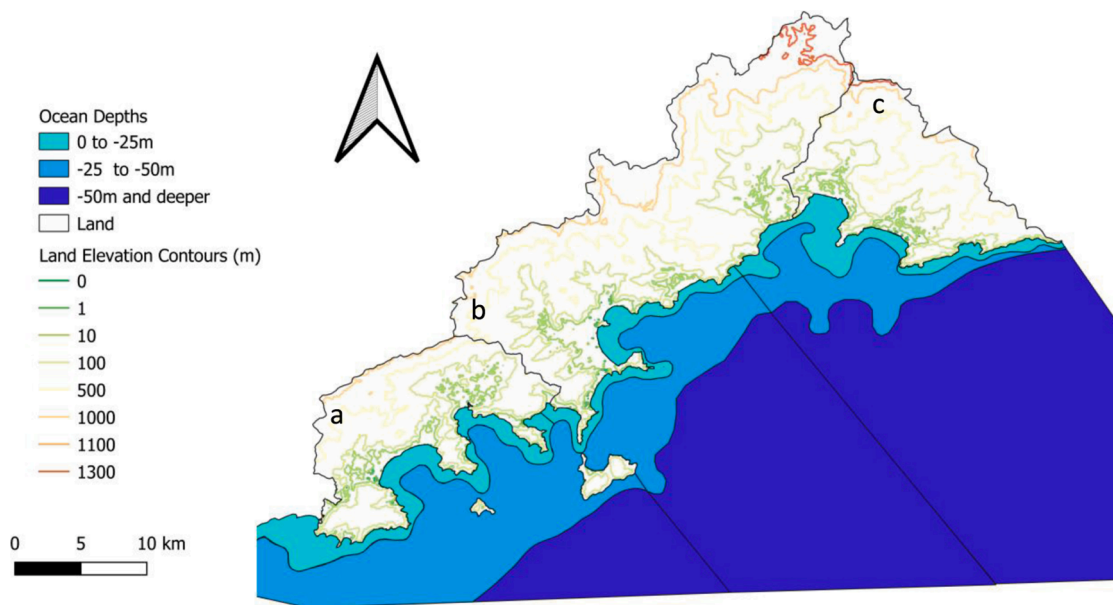 Ocean Depths
0 to -25m
-25 to -50m
-50m and deeper
Land
Land Elevation Contours (m)
0
1
10
100
500
1000
1100
1300
0 5 10 km
a
b
c